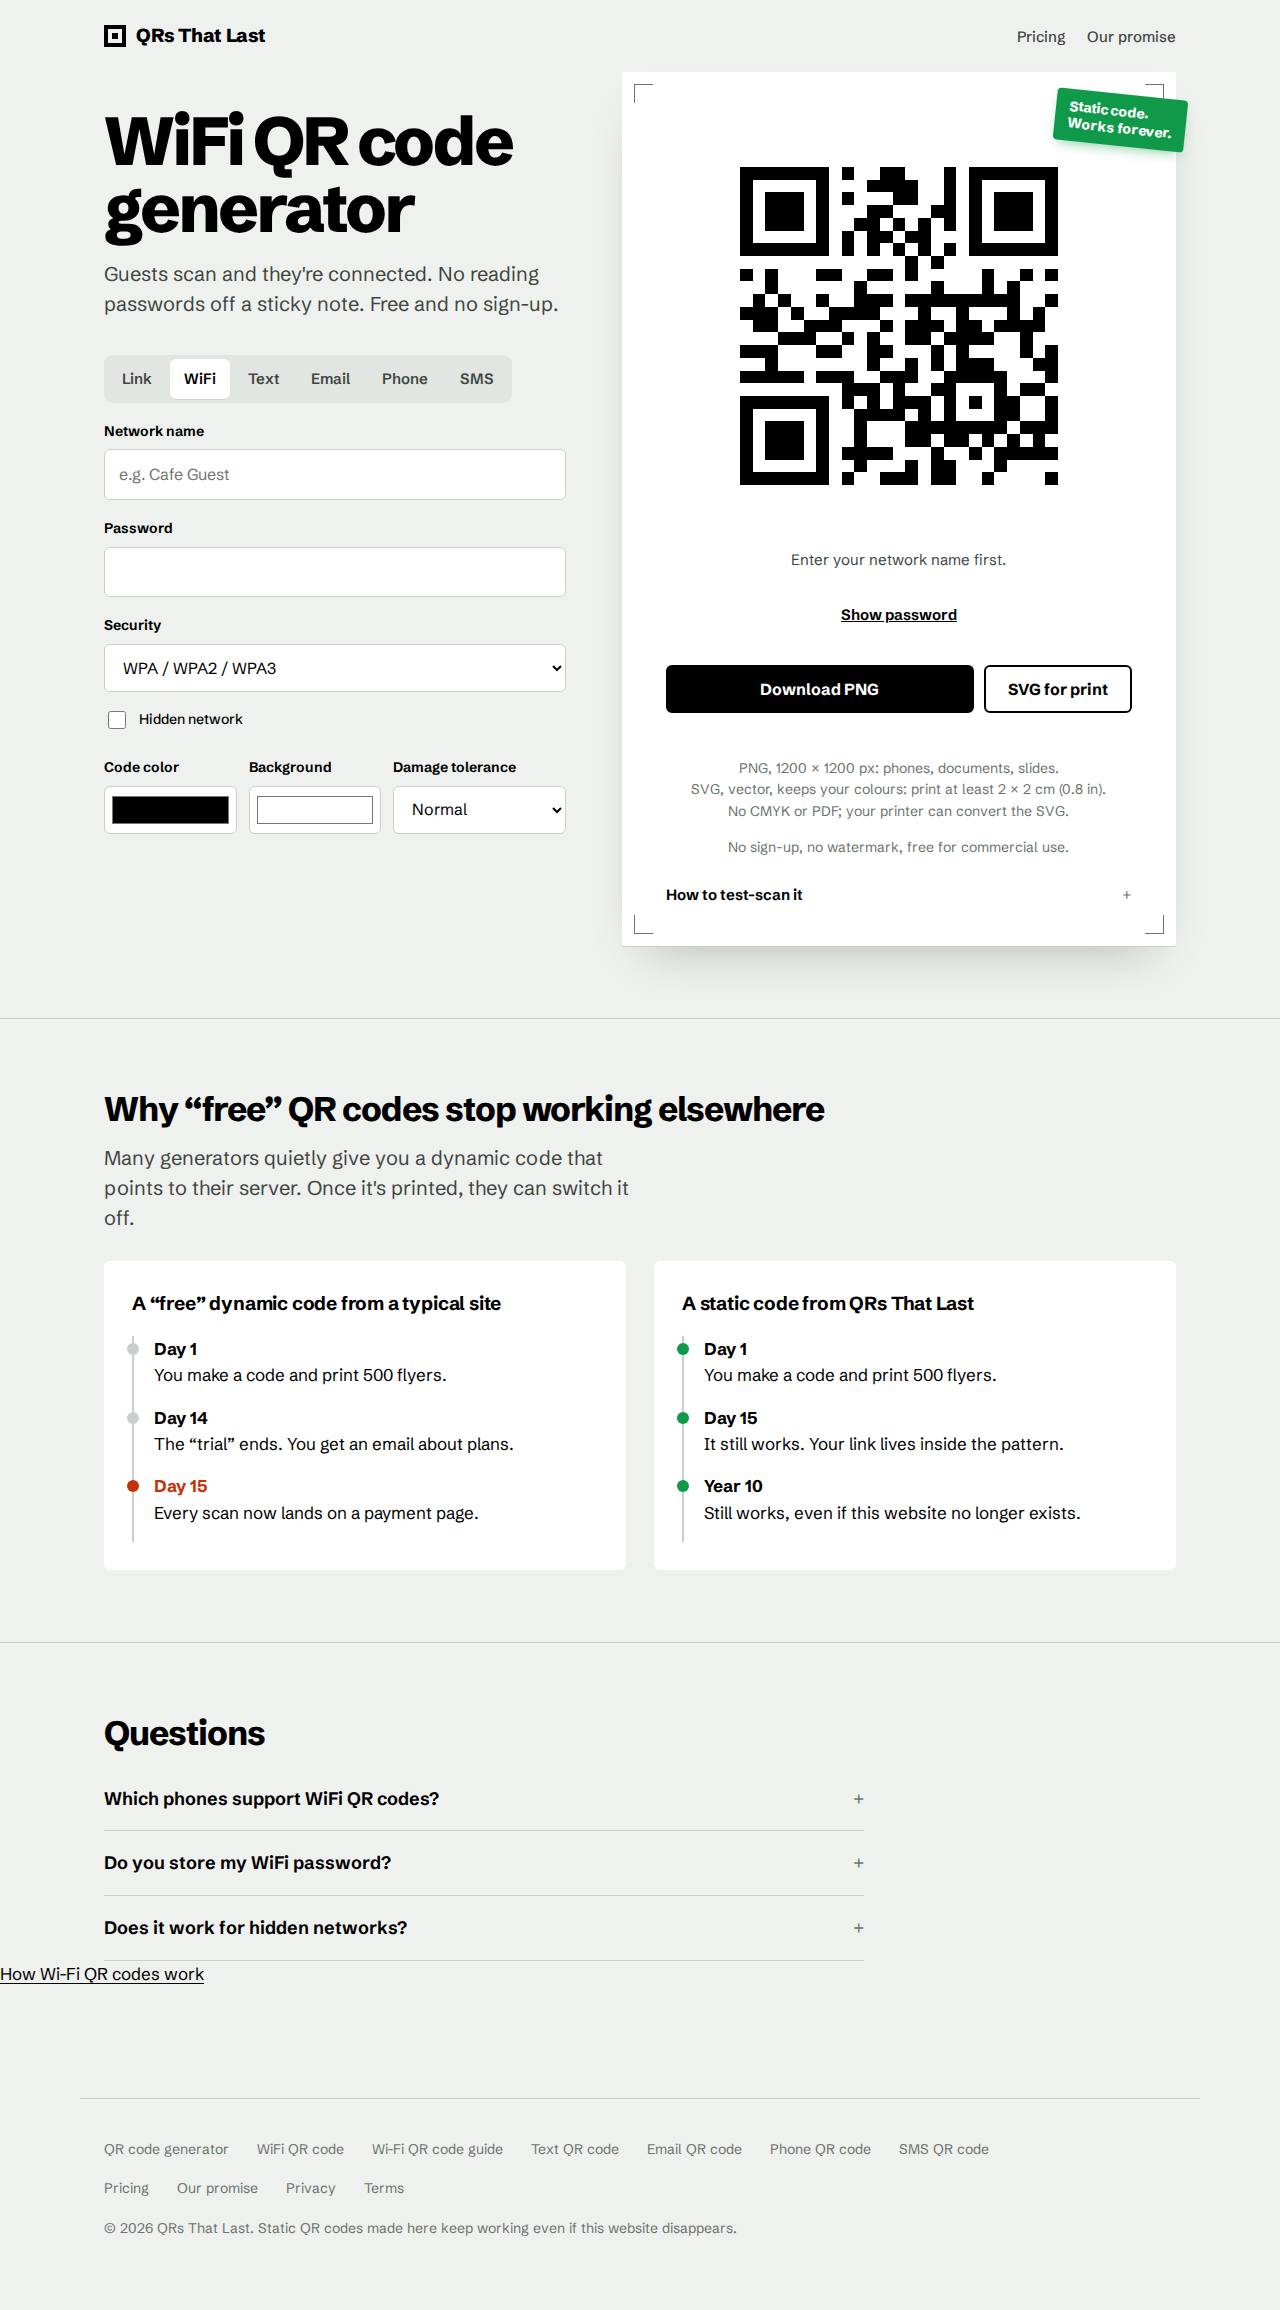 QRs That Last
Pricing
Our promise
WiFi QR code
generator
Guests scan and they're connected. No reading
passwords off a sticky note. Free and no sign-up.
Link
WiFi
Text
Email
Phone
SMS
Network name
e.g. Cafe Guest
Password
Security
WPA / WPA2 / WPA3
Hidden network
Code color
Background
Damage tolerance
Normal
Static code.
Works forever.
Enter your network name first.
Show password
Download PNG
SVG for print
PNG, 1200 × 1200 px: phones, documents, slides.
SVG, vector, keeps your colours: print at least 2 × 2 cm (0.8 in).
No CMYK or PDF; your printer can convert the SVG.
No sign-up, no watermark, free for commercial use.
How to test-scan it
+
Why “free” QR codes stop working elsewhere
Many generators quietly give you a dynamic code that
points to their server. Once it's printed, they can switch it
off.
A “free” dynamic code from a typical site
Day 1
You make a code and print 500 flyers.
Day 14
The “trial” ends. You get an email about plans.
Day 15
Every scan now lands on a payment page.
A static code from QRs That Last
Day 1
You make a code and print 500 flyers.
Day 15
It still works. Your link lives inside the pattern.
Year 10
Still works, even if this website no longer exists.
Questions
Which phones support WiFi QR codes?
+
Do you store my WiFi password?
+
Does it work for hidden networks?
+
How Wi-Fi QR codes work
QR code generator
WiFi QR code
Wi-Fi QR code guide
Text QR code
Email QR code
Phone QR code
SMS QR code
Pricing
Our promise
Privacy
Terms
© 2026 QRs That Last. Static QR codes made here keep working even if this website disappears.